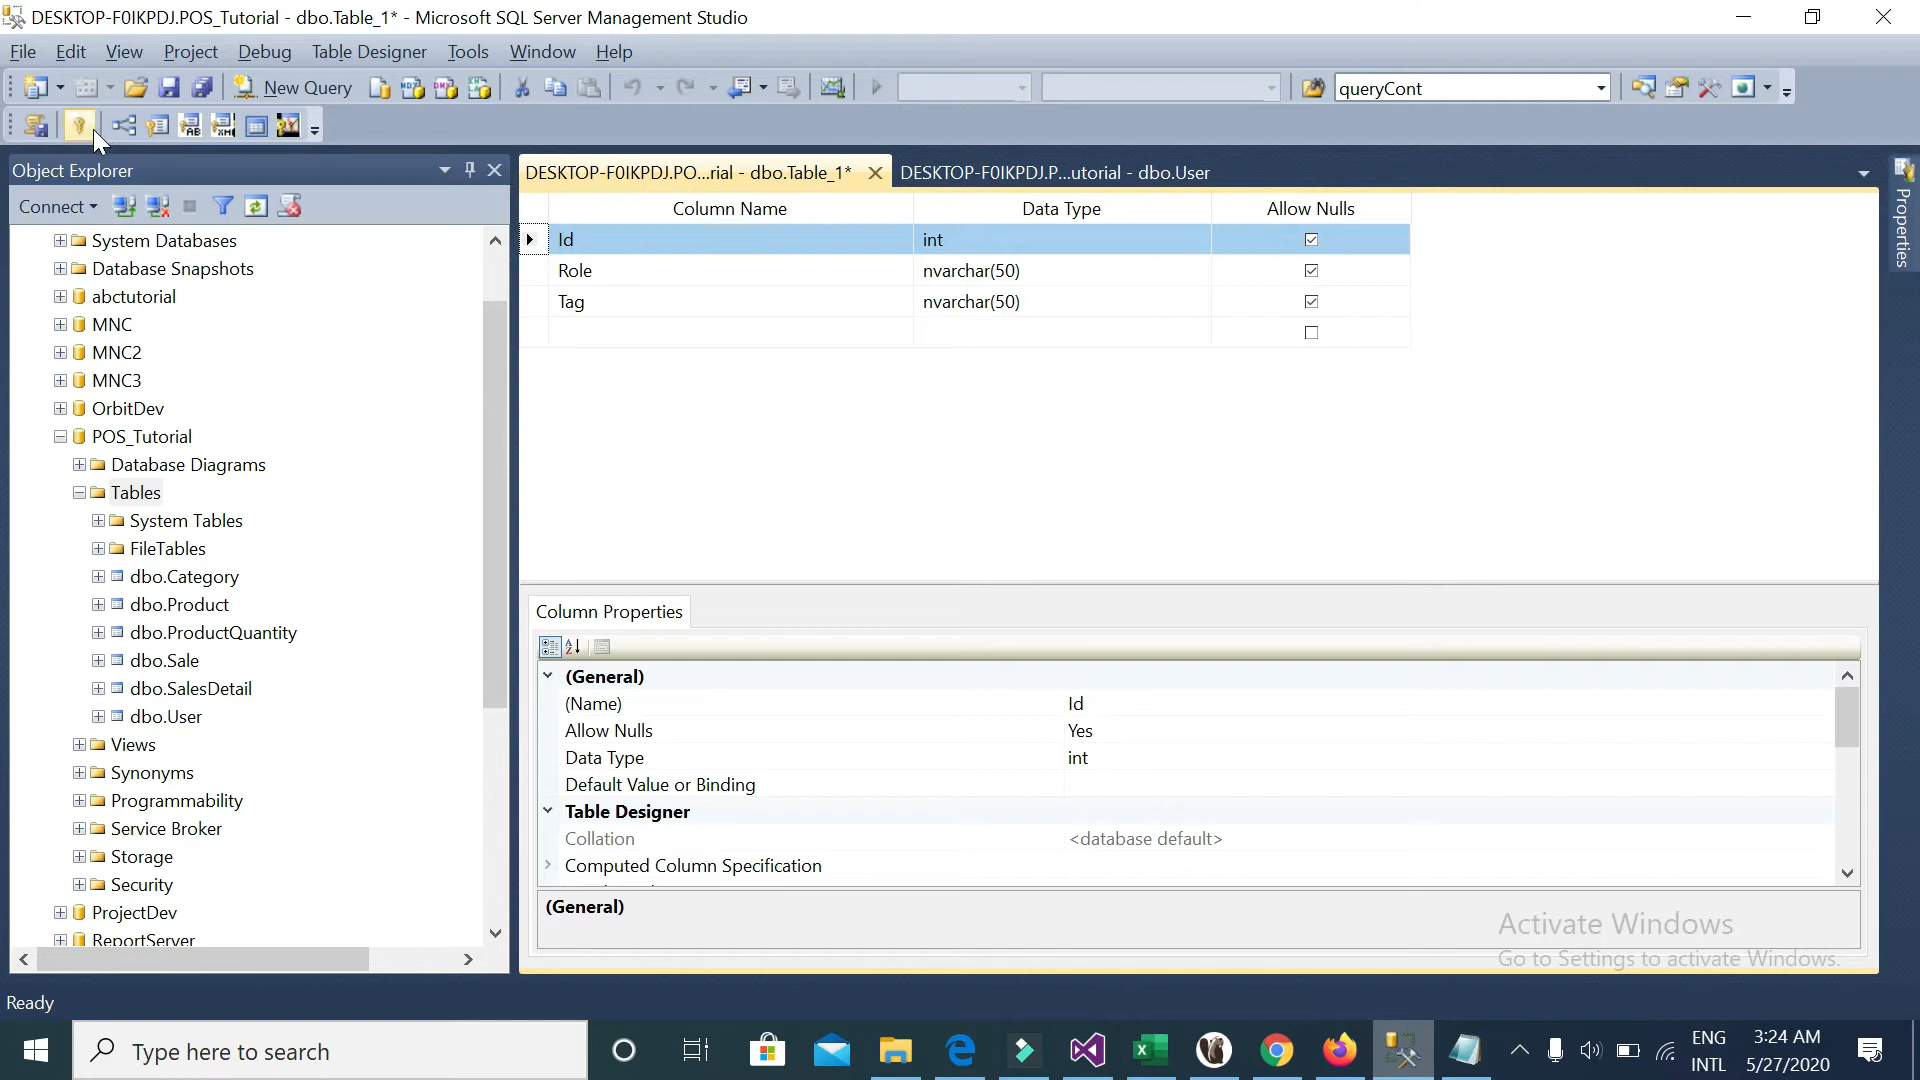 DESKTOP-F0IKPDJ.POS_Tutorial - dbo.Table_1* - Microsoft SQL Server Management Studio
File Edit View Project Debug Table Designer Tools Window Help
New Query
queryCont
Object Explorer
Connect
System Databases
Database Snapshots
abctutorial
MNC
MNC2
MNC3
OrbitDev
POS_Tutorial
Database Diagrams
Tables
System Tables
FileTables
dbo.Category
dbo.Product
dbo.ProductQuantity
dbo.Sale
dbo.SalesDetail
dbo.User
Views
Synonyms
Programmability
Service Broker
Storage
Security
ProjectDev
ReportServer
DESKTOP-F0IKPDJ.PO...rial - dbo.Table_1* DESKTOP-F0IKPDJ.P...utorial - dbo.User
Column Name Data Type Allow Nulls
Id int
Role nvarchar(50)
Tag nvarchar(50)
Properties
Column Properties
(General)
(Name) Id
Allow Nulls Yes
Data Type int
Default Value or Binding
Table Designer
Collation <database default>
Computed Column Specification
(General)
Activate Windows
Go to Settings to activate Windows.
Ready
Type here to search
ENG
INTL
3:24 AM
5/27/2020